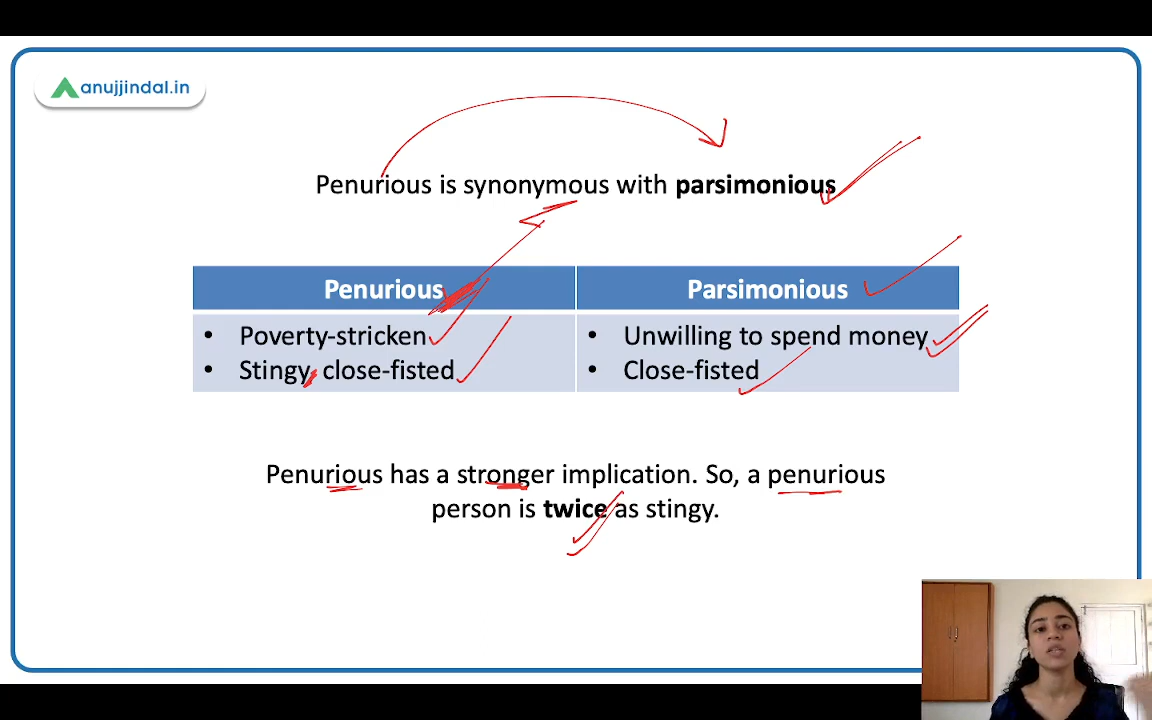 anujjindal.in
Penurious is synonymous with parsimonious
Penurious
Parsimonious
• Poverty-stricken
• Stingy, close-fisted
• Unwilling to spend money
• Close-fisted
Penurious has a stronger implication. So, a penurious
person is twice as stingy.